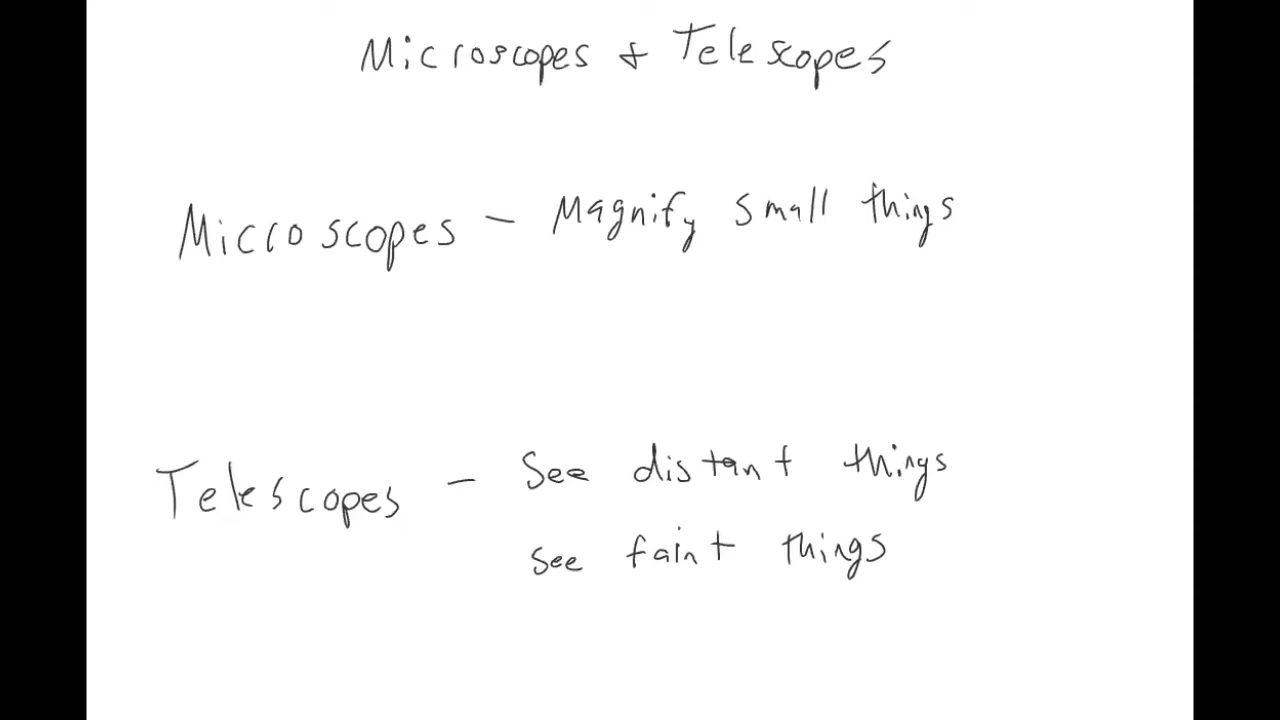 Microscopes & Telescopes
Microscopes - Magnify small things
Telescopes - See distant things
see faint things